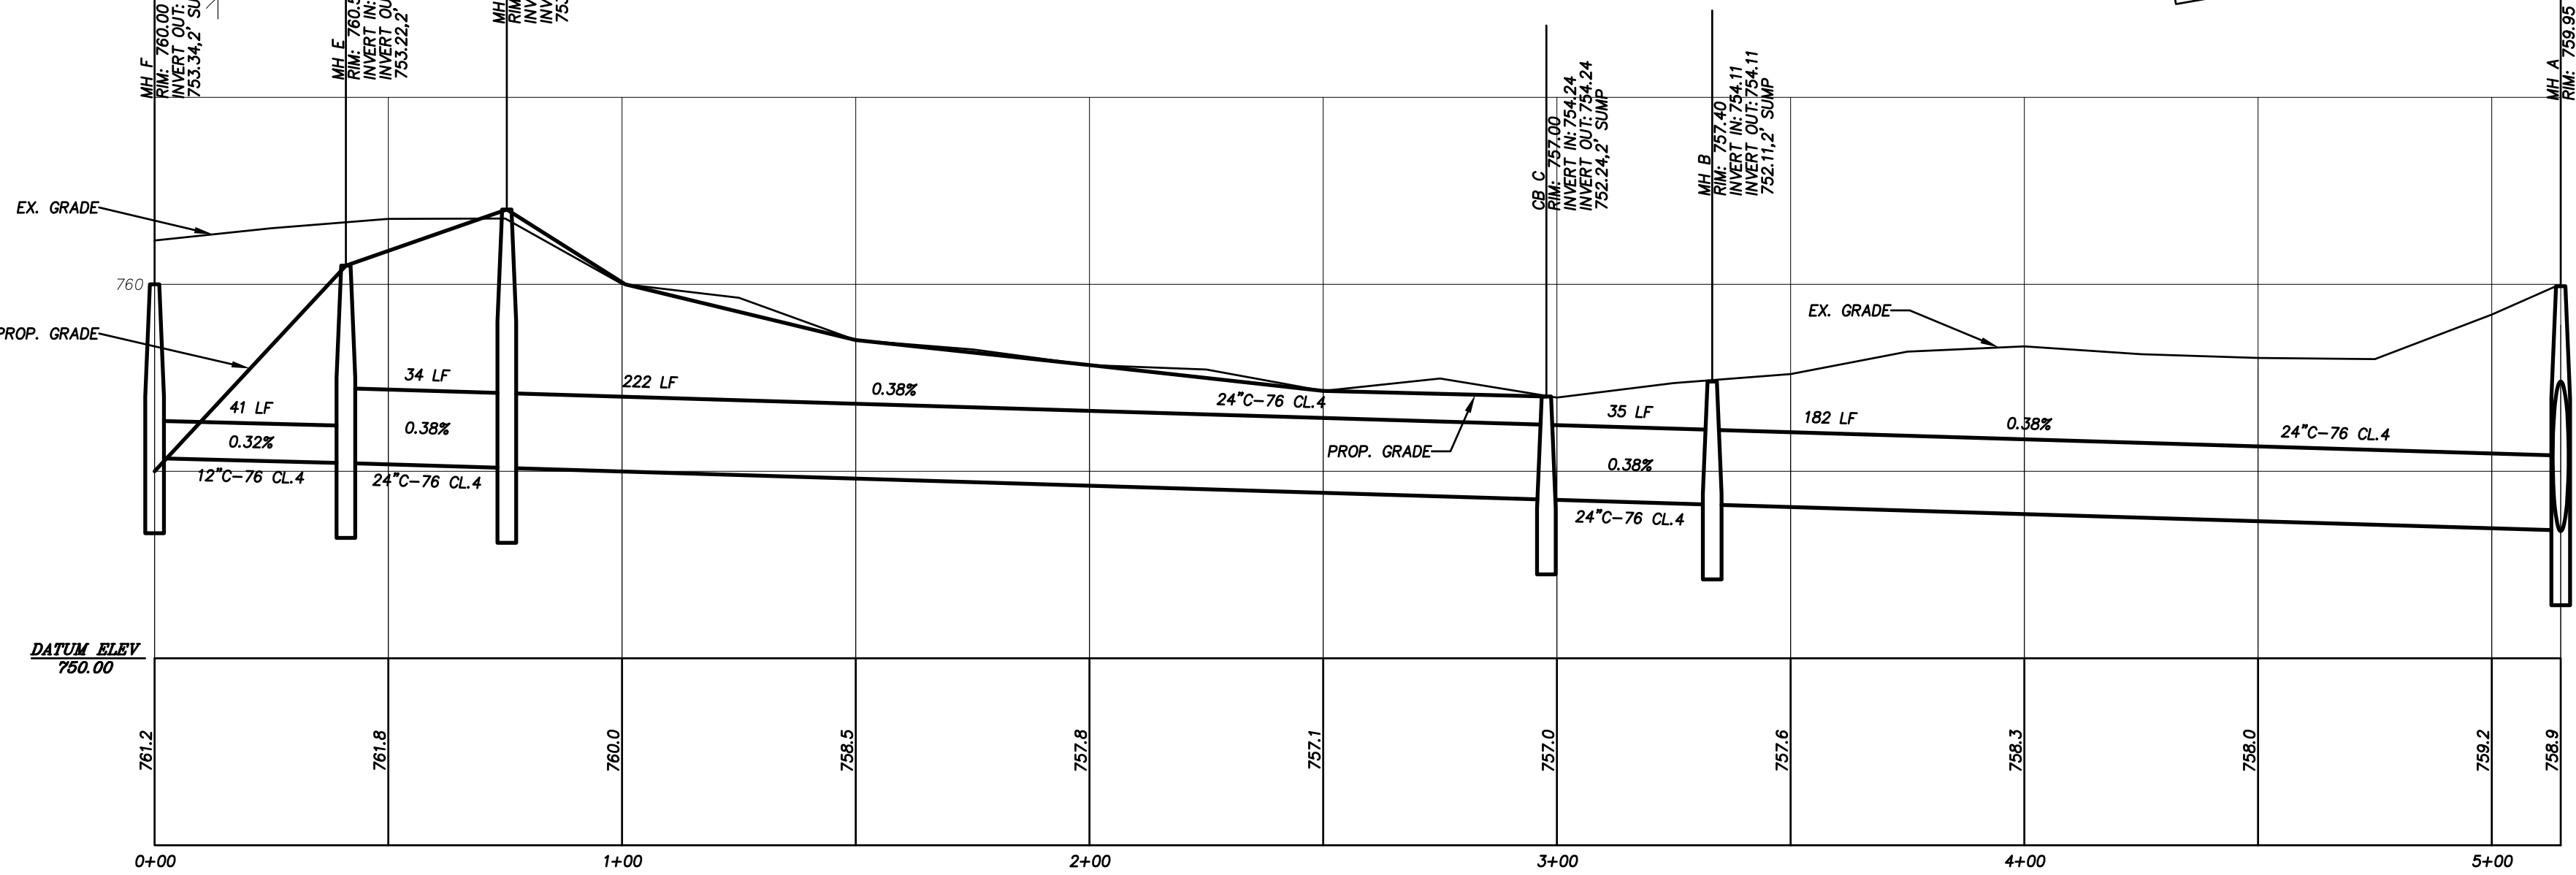 MH F
RIM: 760.00
INVERT OUT:
753.34,2' SU
MH E
RIM: 760.5
INVERT IN:
INVERT OU
753.22,2'
MH
RIM
INV
INV
753
CB C
RIM: 757.00
INVERT IN: 754.24
INVERT OUT: 754.24
752.24,2' SUMP
MH B
RIM: 757.40
INVERT IN: 754.11
INVERT OUT: 754.11
752.11,2' SUMP
MH A
RIM: 759.95
EX. GRADE
760
PROP. GRADE
41 LF
0.32%
12"C-76 CL.4
34 LF
0.38%
24"C-76 CL.4
222 LF
0.38%
24"C-76 CL.4
PROP. GRADE
35 LF
0.38%
24"C-76 CL.4
EX. GRADE
182 LF
0.38%
24"C-76 CL.4
DATUM ELEV
750.00
761.2
761.8
760.0
758.5
757.8
757.1
757.0
757.6
758.3
758.0
759.2
758.9
0+00
1+00
2+00
3+00
4+00
5+00